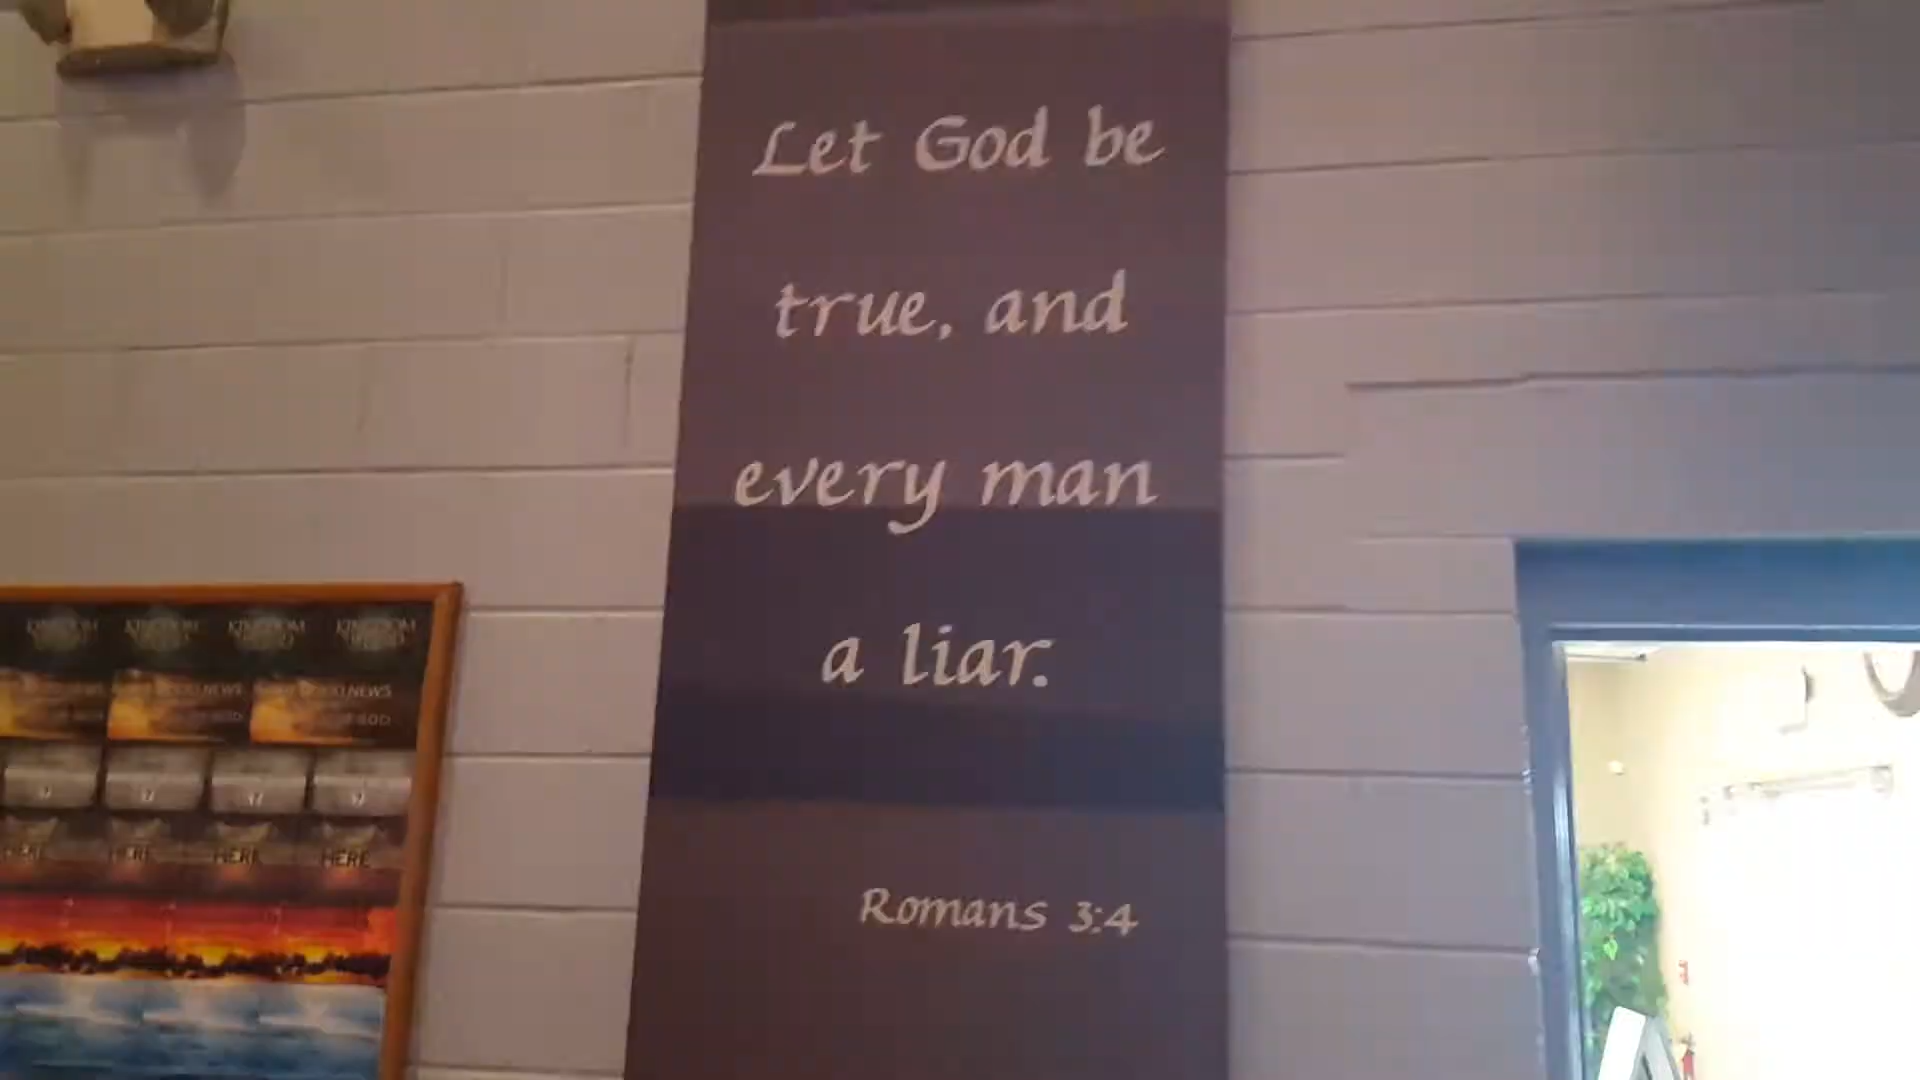 Let God be
true, and
every man
a liar.
Romans 3:4
KINGDOM KINGDOM KINGDOM KINGDOM
HERE HERE HERE HERE